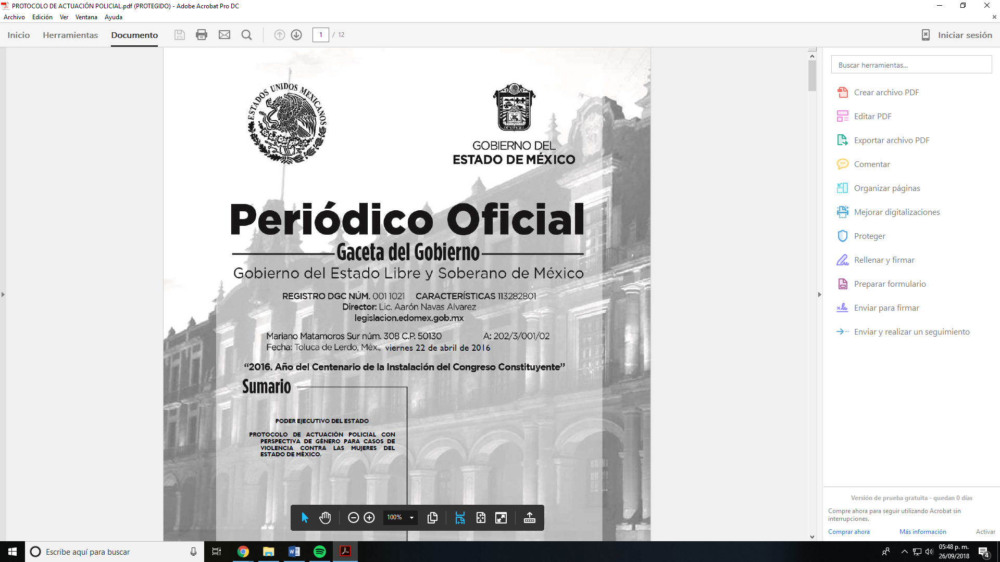 PROTOCOLO DE ACTUACIÓN POLICIAL.pdf (PROTEGIDO) - Adobe Acrobat Pro DC
Archivo Edición Ver Ventana Ayuda
Inicio Herramientas Documento 1 / 12 Iniciar sesión
Buscar herramientas...
Crear archivo PDF
Editar PDF
Exportar archivo PDF
Comentar
Organizar páginas
Mejorar digitalizaciones
Proteger
Rellenar y firmar
Preparar formulario
Enviar para firmar
Enviar y realizar un seguimiento
ESTADOS UNIDOS MEXICANOS
TRABAJO
GOBIERNO DEL
ESTADO DE MÉXICO
Periódico Oficial
Gaceta del Gobierno
Gobierno del Estado Libre y Soberano de México
REGISTRO DGC NÚM. 001 1021 CARACTERÍSTICAS 113282801
Director: Lic. Aarón Navas Alvarez
legislacion.edomex.gob.mx
Mariano Matamoros Sur núm. 308 C.P. 50130 A: 202/3/001/02
Fecha: Toluca de Lerdo, Méx., viernes 22 de abril de 2016
“2016. Año del Centenario de la Instalación del Congreso Constituyente”
Sumario
PODER EJECUTIVO DEL ESTADO
PROTOCOLO DE ACTUACIÓN POLICIAL CON
PERSPECTIVA DE GÉNERO PARA CASOS DE
VIOLENCIA CONTRA LAS MUJERES DEL
ESTADO DE MÉXICO.
100%
Versión de prueba gratuita - quedan 0 días
Compre ahora para seguir utilizando Acrobat sin
interrupciones.
Comprar ahora Más información Activar
Escribe aquí para buscar
05:48 p. m.
26/09/2018
4